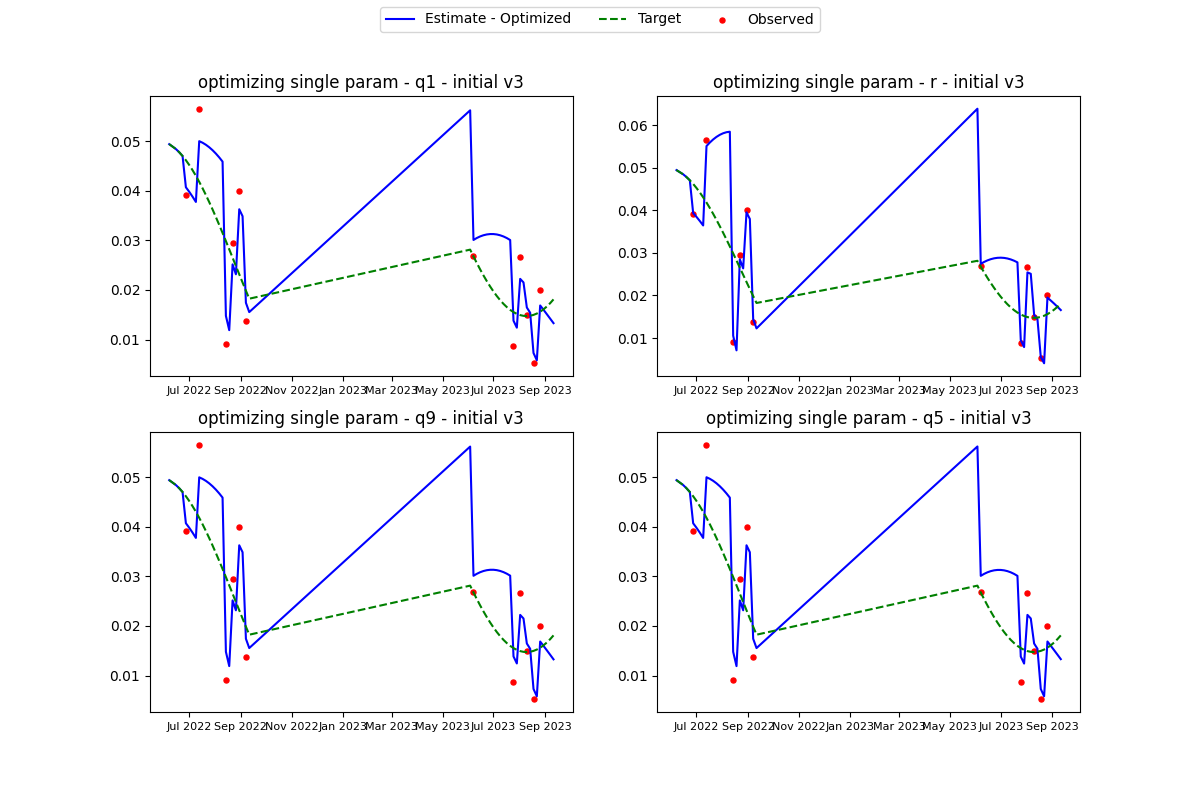 Estimate - Optimized Target Observed
optimizing single param - q1 - initial v3
0.05
0.04
0.03
0.02
0.01
Jul 2022 Sep 2022 Nov 2022 Jan 2023 Mar 2023 May 2023 Jul 2023 Sep 2023
optimizing single param - r - initial v3
0.06
0.05
0.04
0.03
0.02
0.01
Jul 2022 Sep 2022 Nov 2022 Jan 2023 Mar 2023 May 2023 Jul 2023 Sep 2023
optimizing single param - q9 - initial v3
0.05
0.04
0.03
0.02
0.01
Jul 2022 Sep 2022 Nov 2022 Jan 2023 Mar 2023 May 2023 Jul 2023 Sep 2023
optimizing single param - q5 - initial v3
0.05
0.04
0.03
0.02
0.01
Jul 2022 Sep 2022 Nov 2022 Jan 2023 Mar 2023 May 2023 Jul 2023 Sep 2023